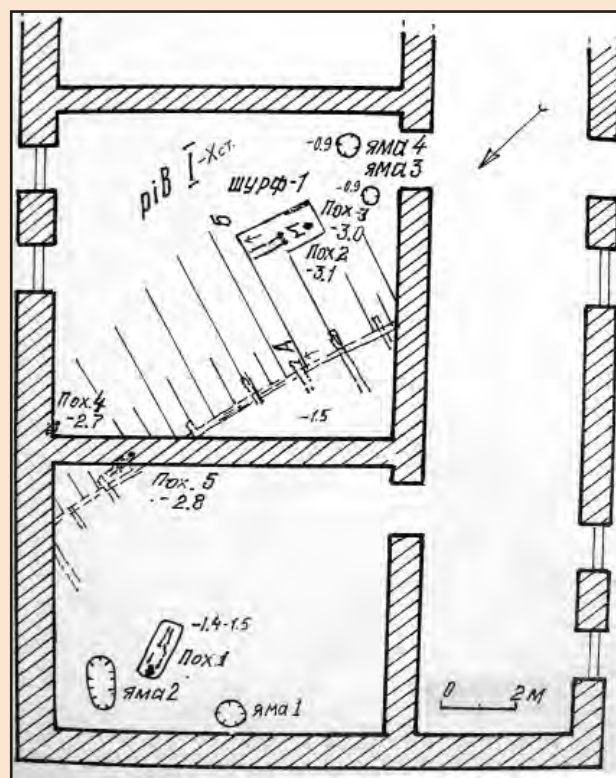 -0.9 яма 4
яма 3
-0.9
рів I-X ст.
шурф-1
Пох-3
-3.0
Пох 2
-3.1
Б
А
-1.5
Пох.4
-2.7
Пох.5
-2.8
-1.4-1.5
Пох 1
яма 2
яма 1
0 2 м